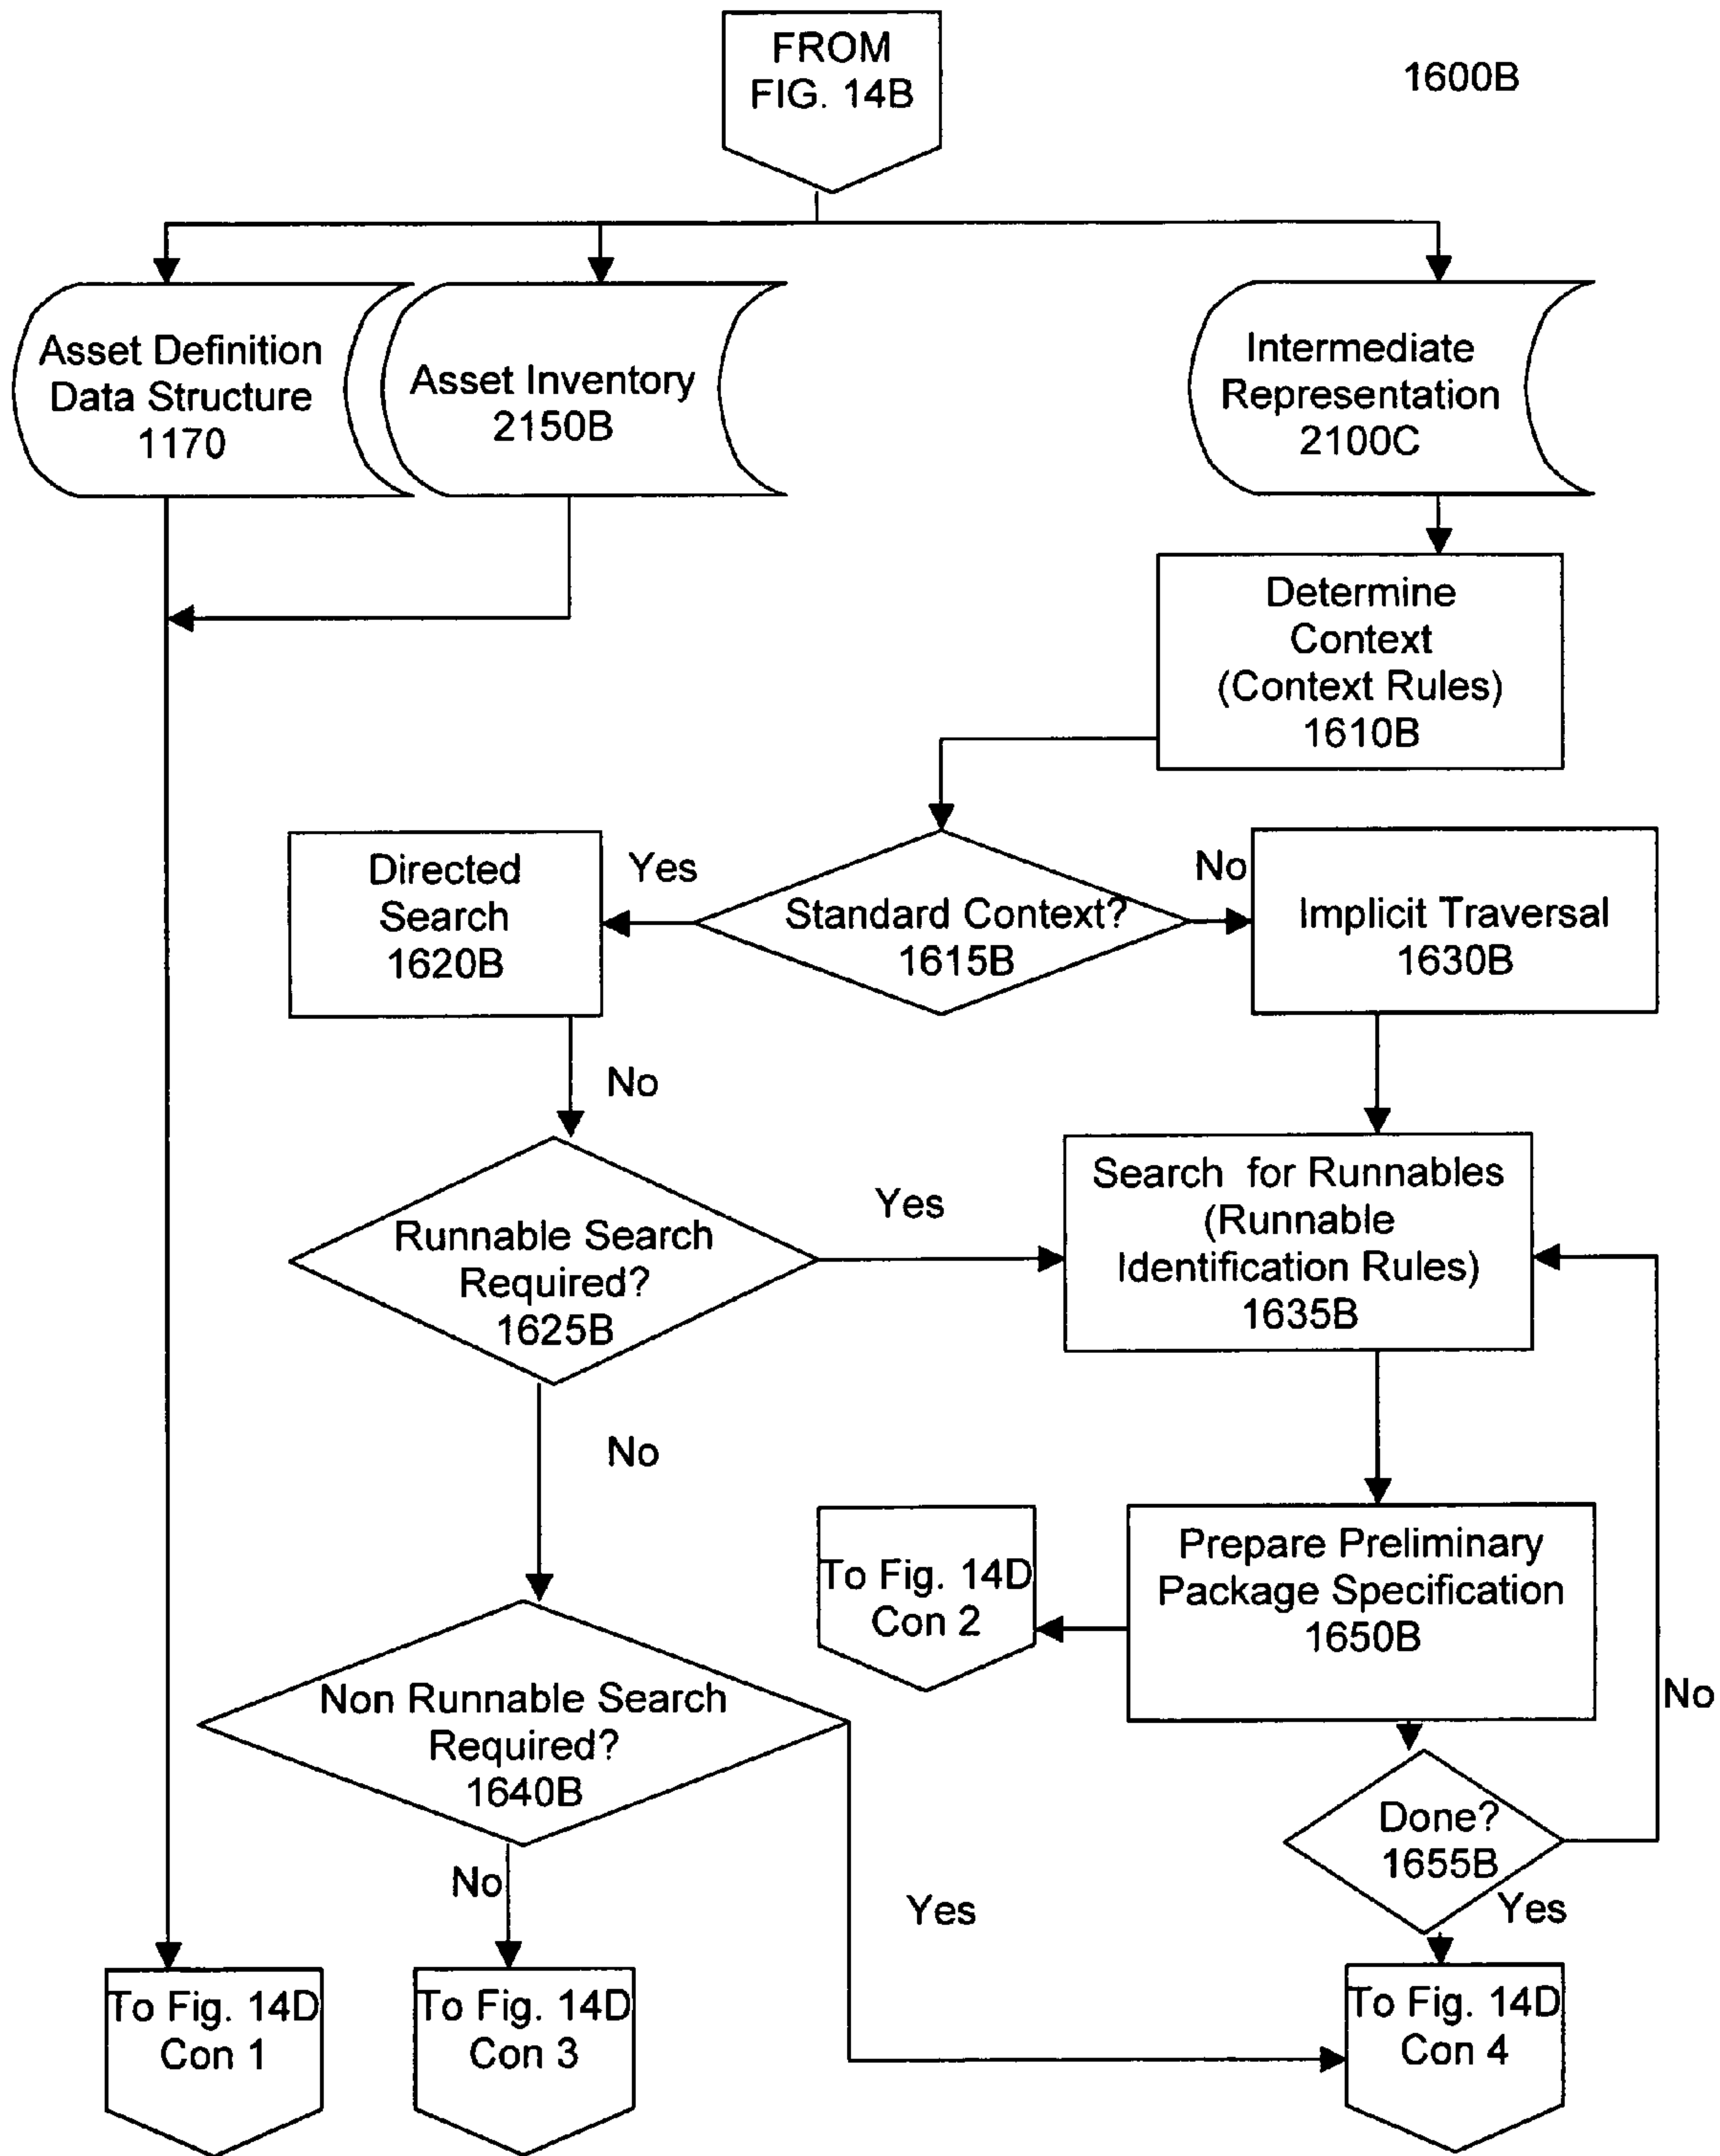 FROM
FIG. 14B
1600B
Asset Definition
Data Structure
1170
Asset Inventory
2150B
Intermediate
Representation
2100C
Determine
Context
(Context Rules)
1610B
Directed
Search
1620B
Yes
Standard Context?
1615B
No
Implicit Traversal
1630B
No
Runnable Search
Required?
1625B
Yes
Search for Runnables
(Runnable
Identification Rules)
1635B
No
To Fig. 14D
Con 2
Prepare Preliminary
Package Specification
1650B
No
Non Runnable Search
Required?
1640B
Done?
1655B
No
Yes
Yes
To Fig. 14D
Con 1
To Fig. 14D
Con 3
To Fig. 14D
Con 4